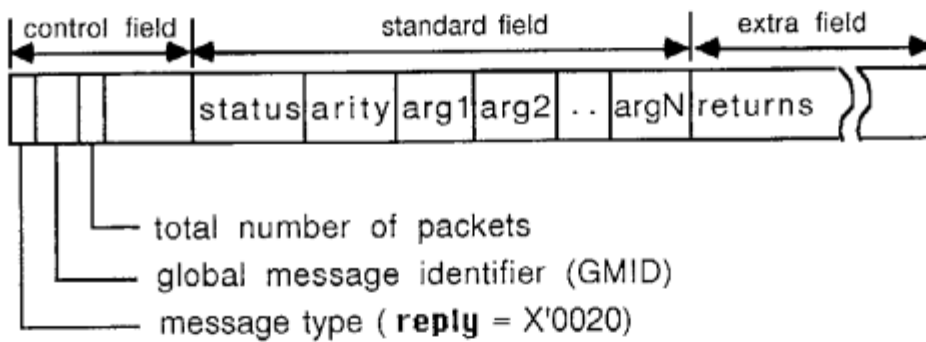 control field standard field extra field
status arity arg1 arg2 .. argN returns
total number of packets
global message identifier (GMID)
message type ( reply = X'0020)